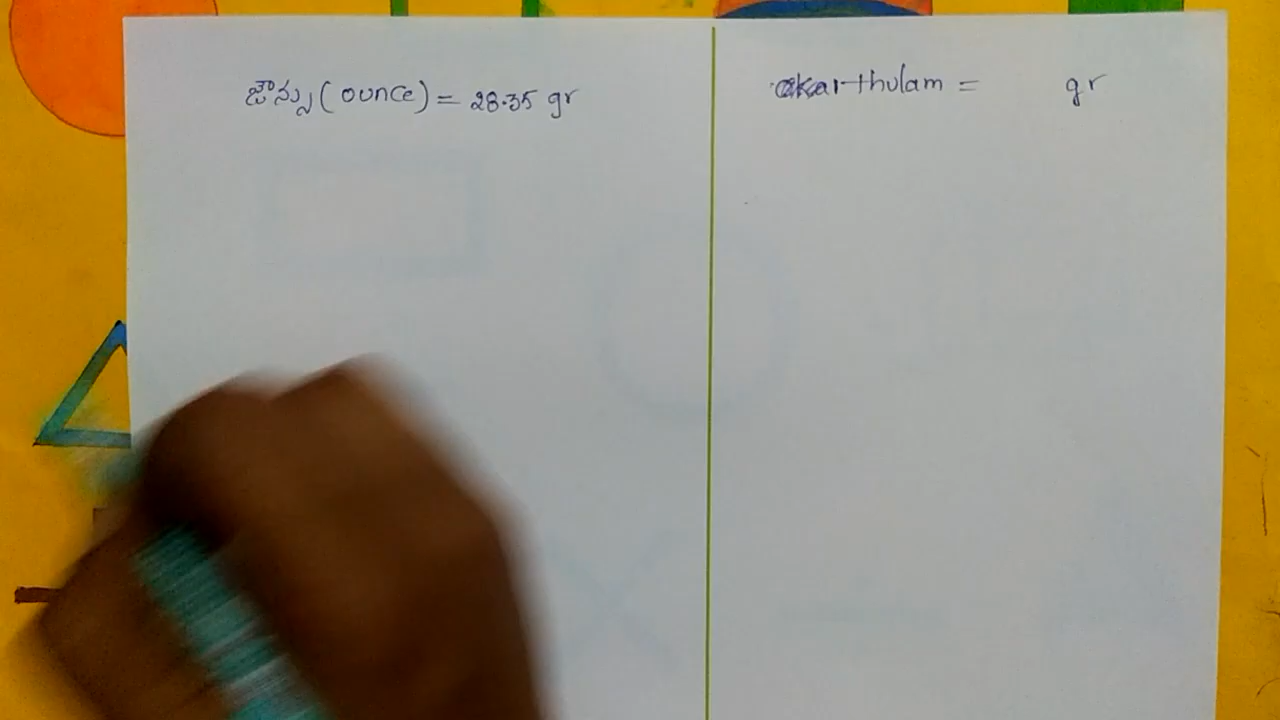 ఔన్సు (ounce) = 28.35 gr
thulam = gr